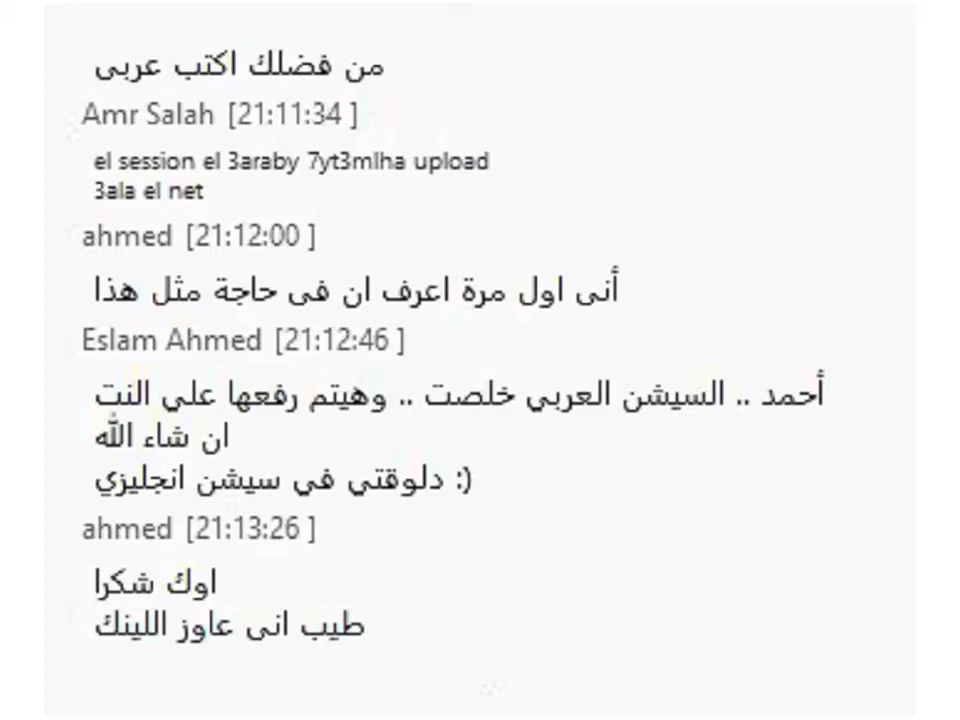 من فضلك اكتب عربى
Amr Salah [21:11:34 ]
el session el 3araby 7yt3mlha upload
3ala el net
ahmed [21:12:00 ]
أنى اول مرة اعرف ان فى حاجة مثل هذا
Eslam Ahmed [21:12:46 ]
أحمد .. السيشن العربي خلصت .. وهيتم رفعها علي النت
ان شاء الله
دلوقتي في سيشن انجليزي :)
ahmed [21:13:26 ]
اوك شكرا
طيب انى عاوز اللينك